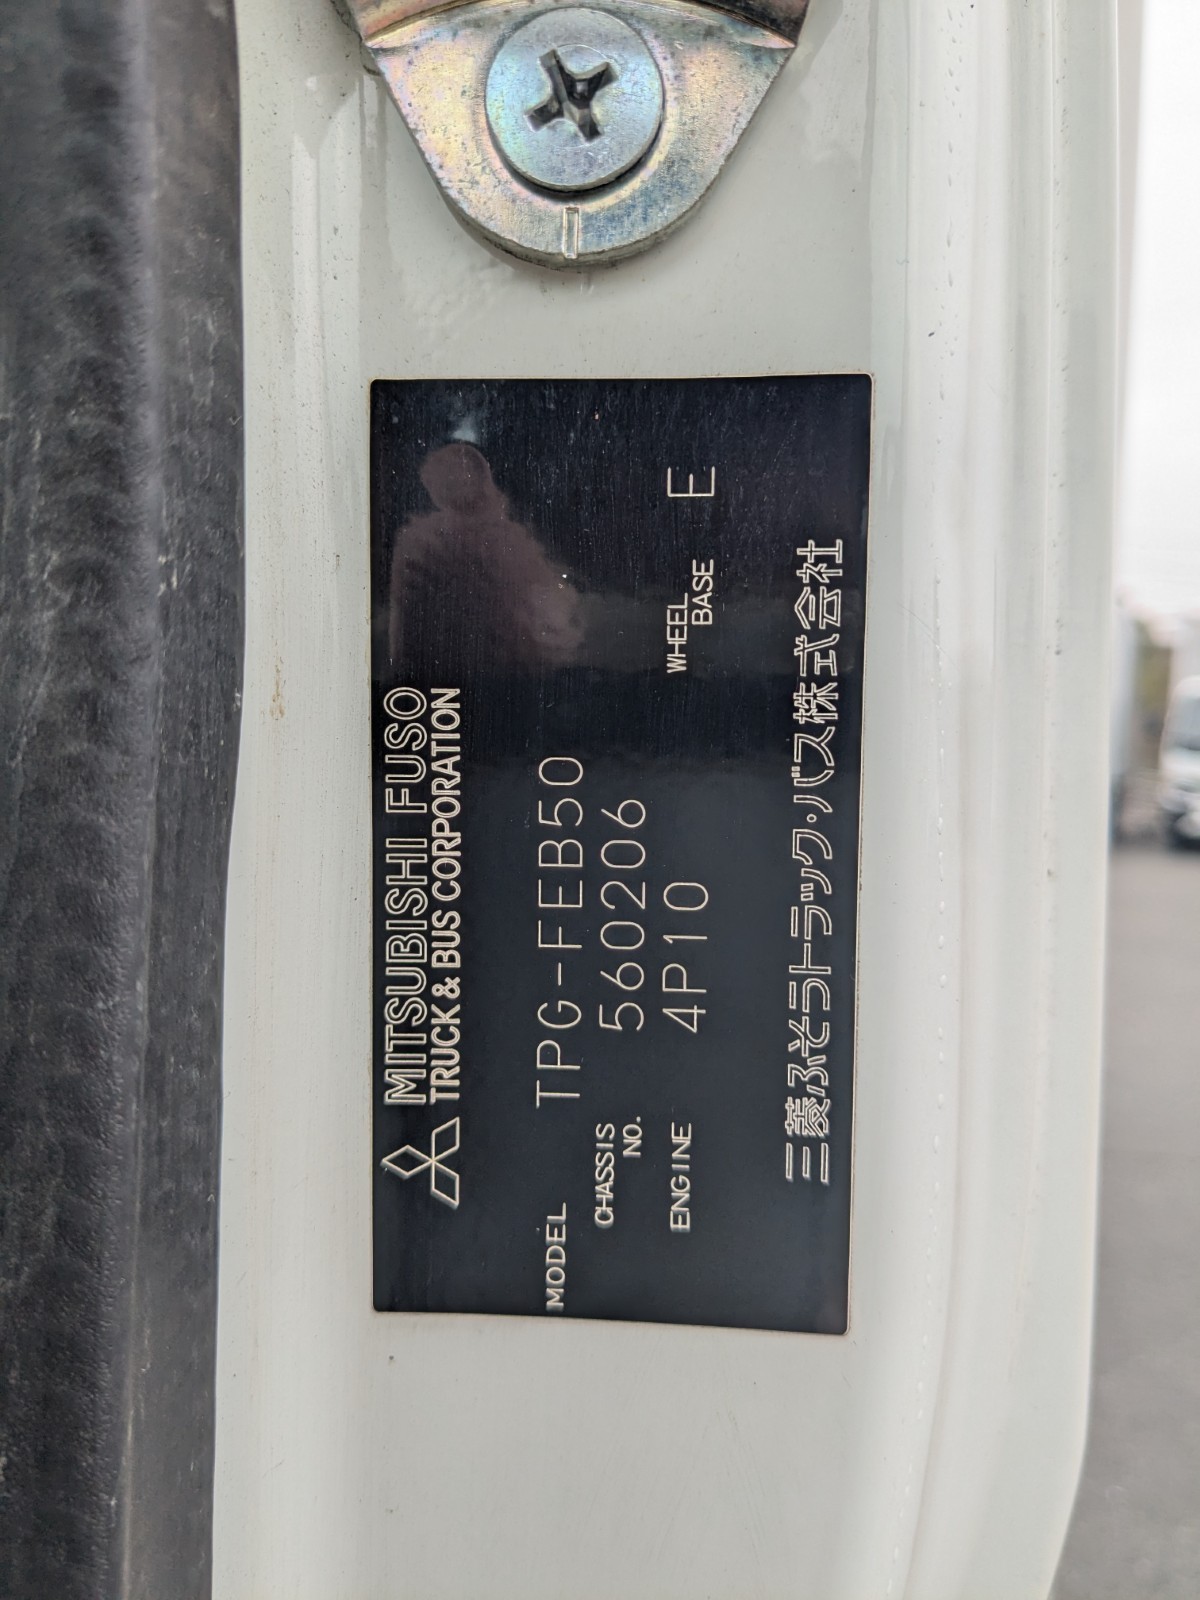 MITSUBISHI FUSO
TRUCK & BUS CORPORATION
MODEL TPG-FEB50
CHASSIS NO. 560206
ENGINE 4P10 WHEEL BASE E
三菱ふそうトラック・バス株式会社